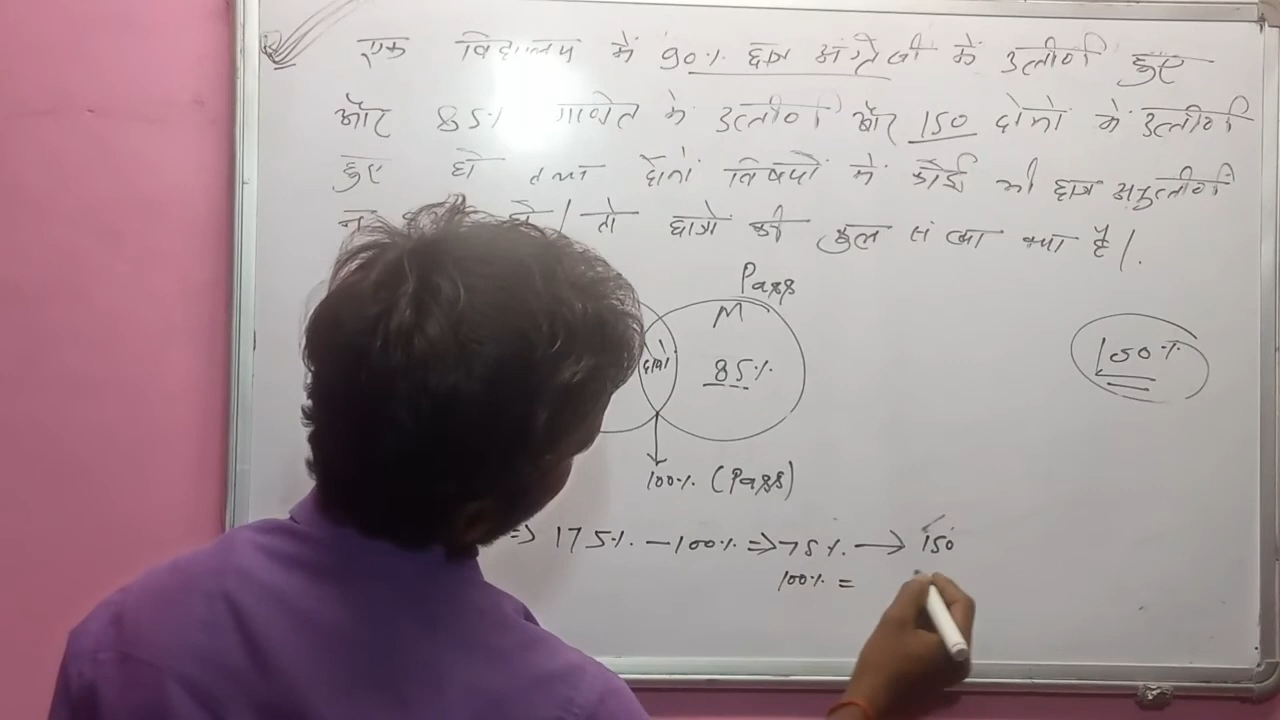 एक विद्यालय में 90% छात्र अंग्रेजी में उत्तीर्ण हुए
और 85% गणित में उत्तीर्ण और 150 दोनों में उत्तीर्ण
हुए हो तथा दोनों विषयों में कोई भी छात्र अनुत्तीर्ण
न हो / तो छात्रो की कुल संख्या क्या है /.
Pass
M
दोनों 85%
100%
100% (Pass)
=> 175% - 100% => 75% → 150
100% =